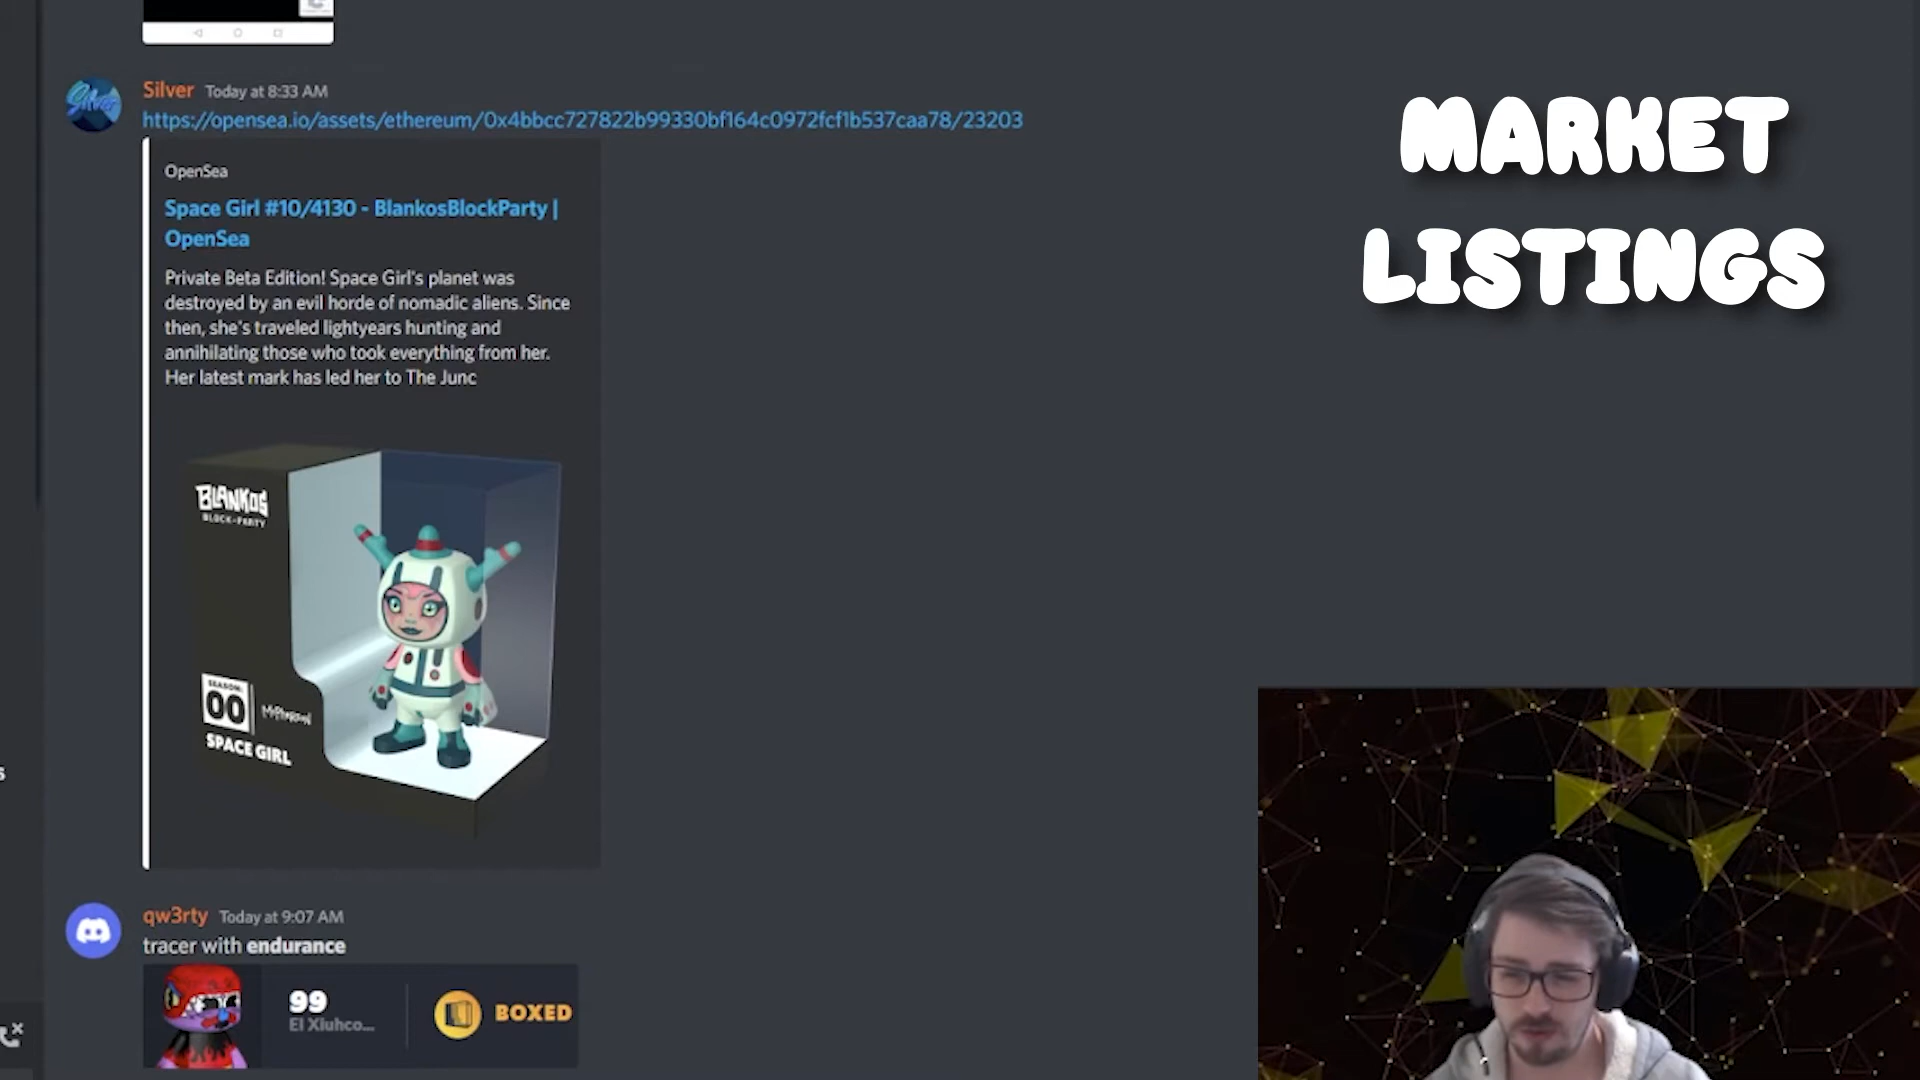 Silver Today at 8:33 AM
https://opensea.io/assets/ethereum/0x4bbcc727822b99330bf164c0972fcf1b537caa78/23203
OpenSea
Space Girl #10/4130 - BlankosBlockParty |
OpenSea
Private Beta Edition! Space Girl's planet was
destroyed by an evil horde of nomadic aliens. Since
then, she's traveled lightyears hunting and
annihilating those who took everything from her.
Her latest mark has led her to The Junc
BLANKOS
BLOCK-PARTY
SEASON:
00
SPACE GIRL
qw3rty Today at 9:07 AM
tracer with endurance
99
El Xiuhco...
BOXED
MARKET
LISTINGS